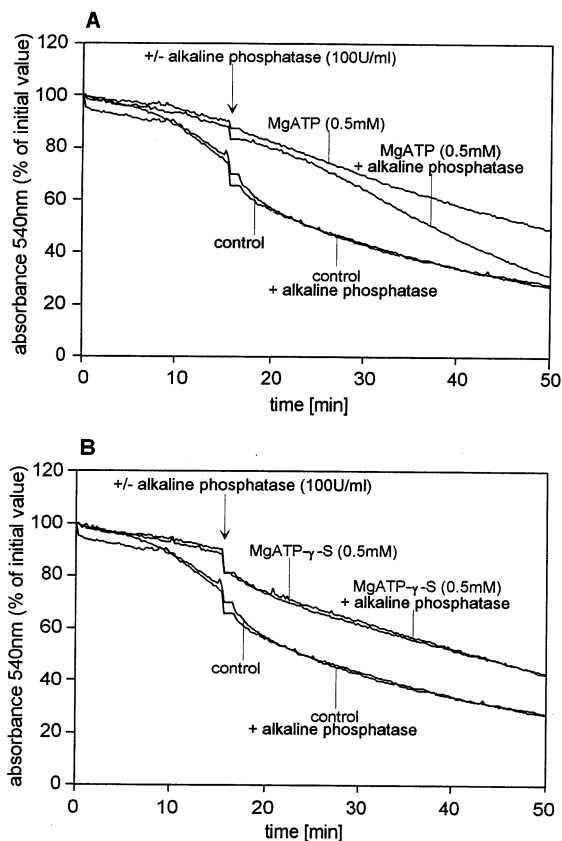 A
120
+/- alkaline phosphatase (100U/ml)
100
MgATP (0.5mM)
80
MgATP (0.5mM)
+ alkaline phosphatase
60
control
40
control
+ alkaline phosphatase
20
0
absorbance 540nm (% of initial value)
0 10 20 30 40 50
time [min]
B
120
+/- alkaline phosphatase (100U/ml)
100
MgATP-γ-S (0.5mM)
80
MgATP-γ-S (0.5mM)
+ alkaline phosphatase
60
control
40
control
+ alkaline phosphatase
20
0
absorbance 540nm (% of initial value)
0 10 20 30 40 50
time [min]